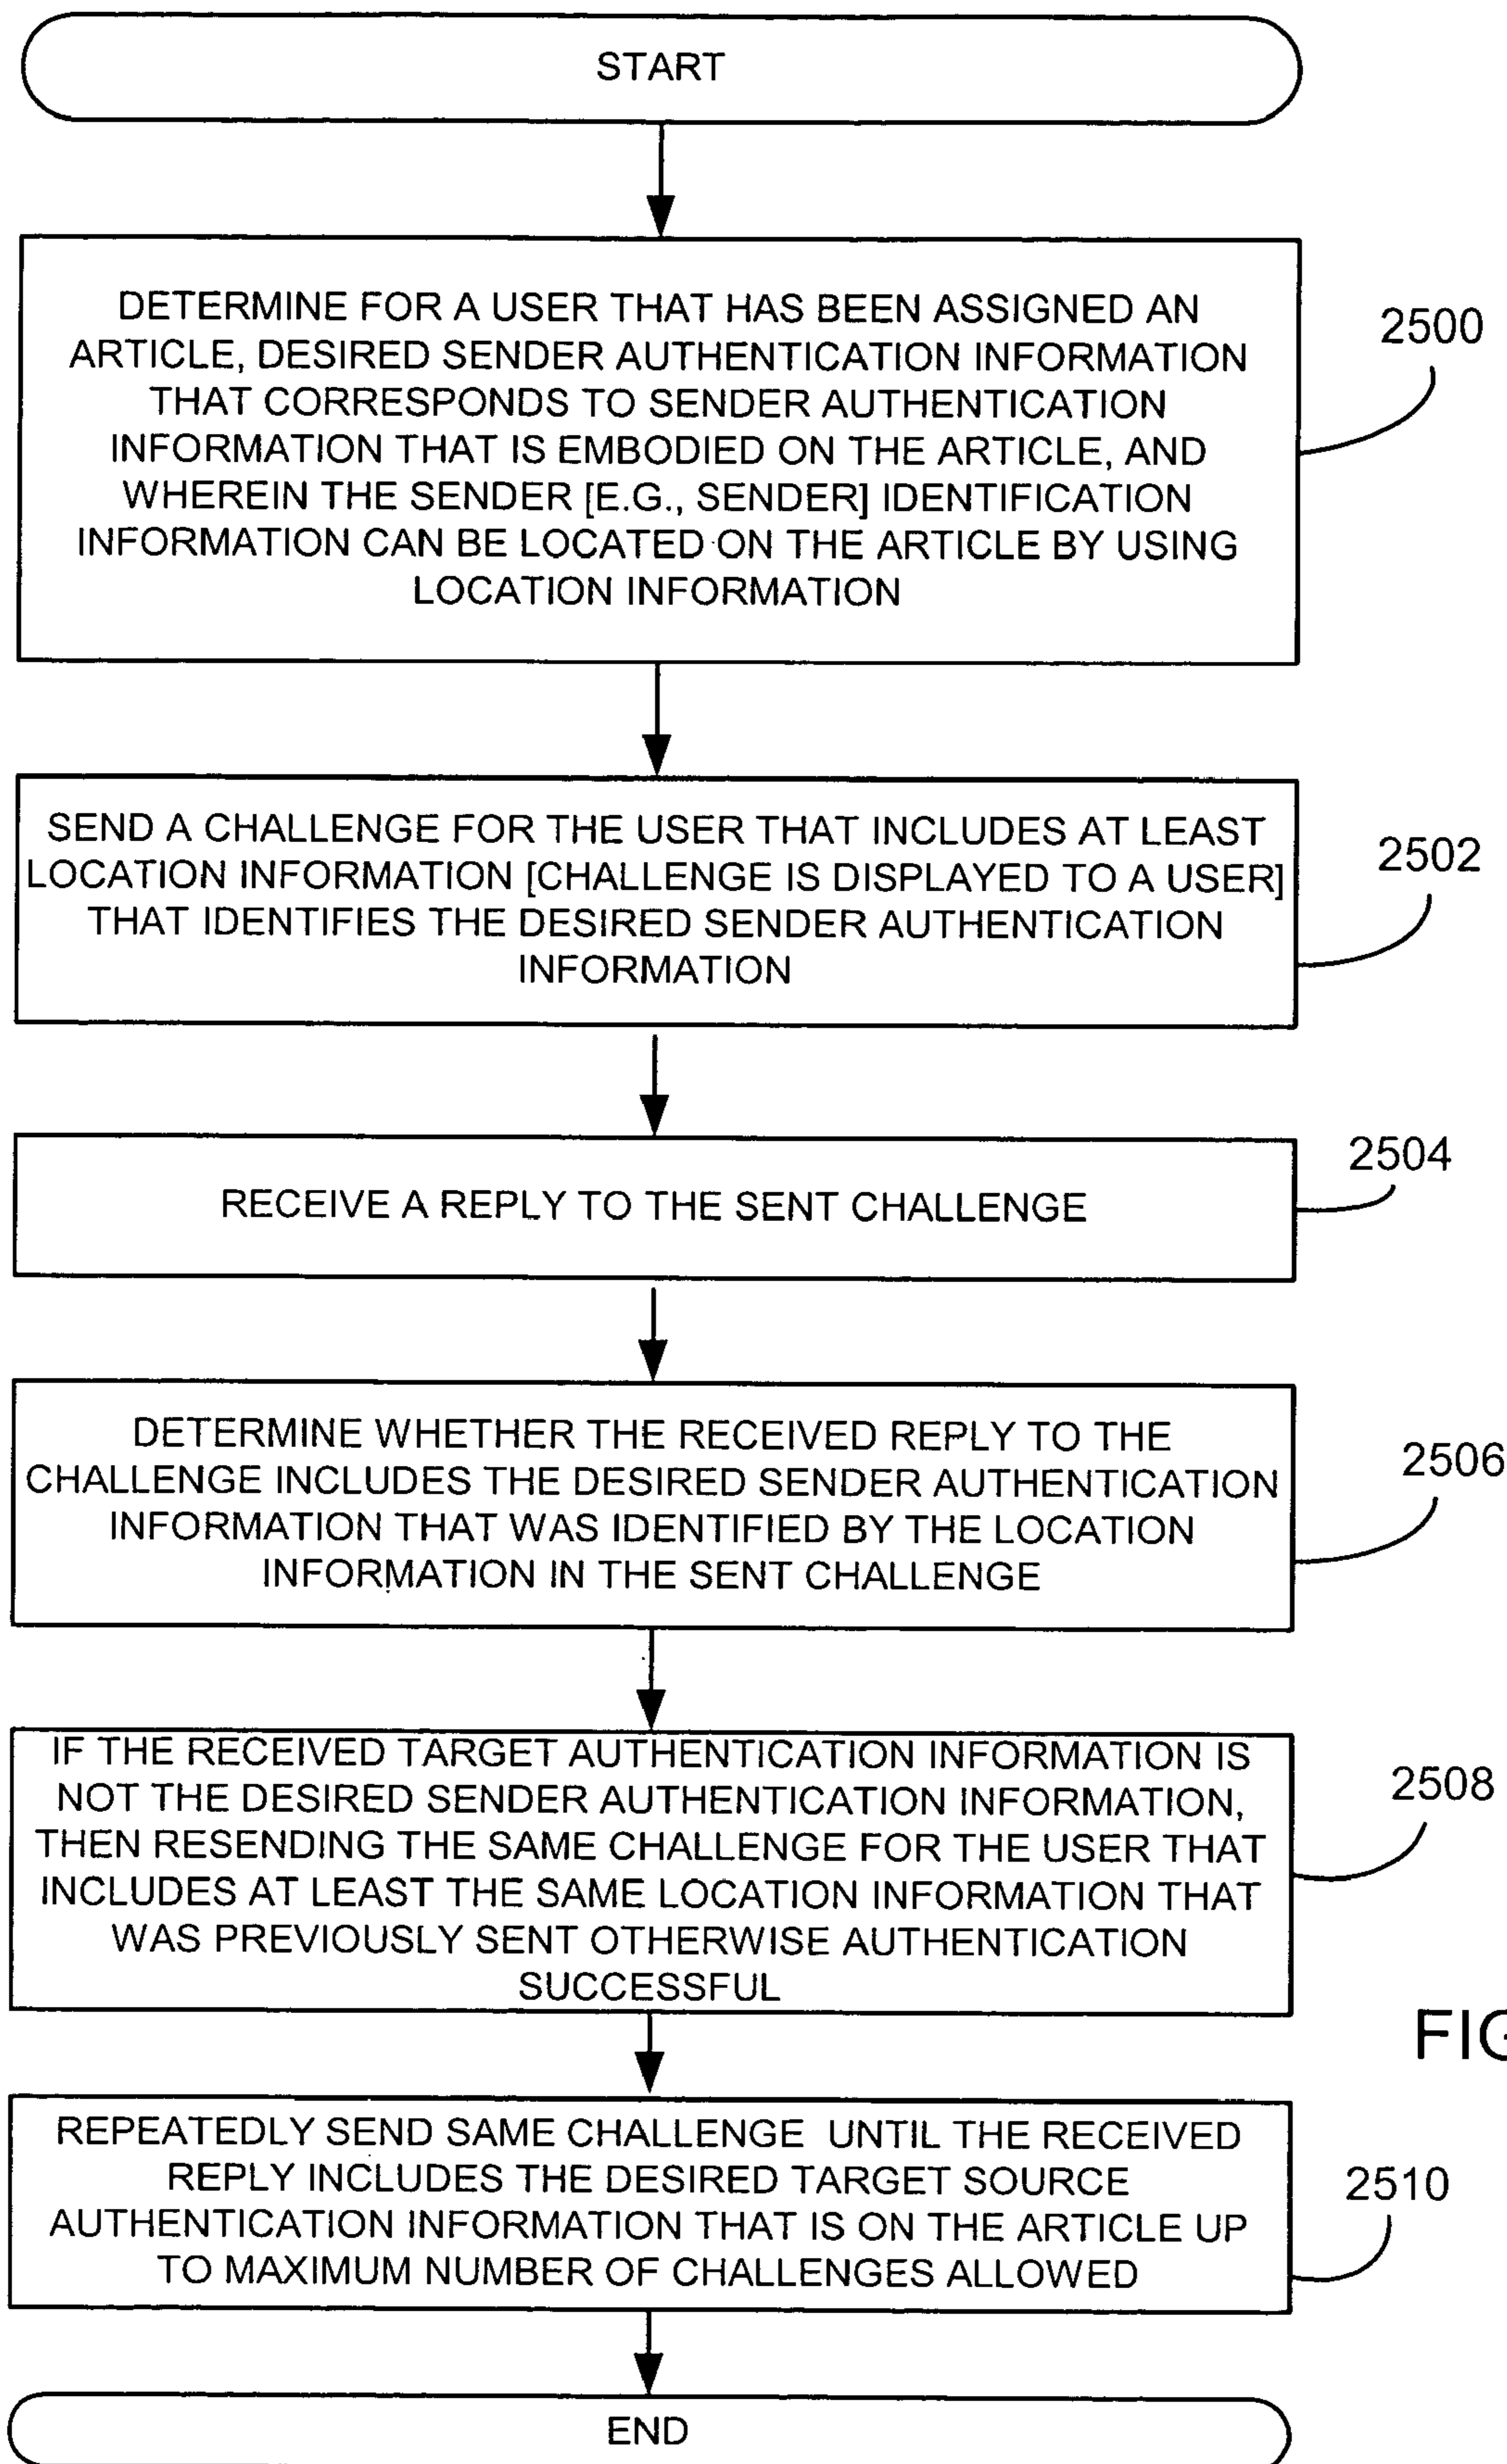 START
DETERMINE FOR A USER THAT HAS BEEN ASSIGNED AN
ARTICLE, DESIRED SENDER AUTHENTICATION INFORMATION
THAT CORRESPONDS TO SENDER AUTHENTICATION
INFORMATION THAT IS EMBODIED ON THE ARTICLE, AND
WHEREIN THE SENDER [E.G., SENDER] IDENTIFICATION
INFORMATION CAN BE LOCATED ON THE ARTICLE BY USING
LOCATION INFORMATION
2500
SEND A CHALLENGE FOR THE USER THAT INCLUDES AT LEAST
LOCATION INFORMATION [CHALLENGE IS DISPLAYED TO A USER]
THAT IDENTIFIES THE DESIRED SENDER AUTHENTICATION
INFORMATION
2502
RECEIVE A REPLY TO THE SENT CHALLENGE
2504
DETERMINE WHETHER THE RECEIVED REPLY TO THE
CHALLENGE INCLUDES THE DESIRED SENDER AUTHENTICATION
INFORMATION THAT WAS IDENTIFIED BY THE LOCATION
INFORMATION IN THE SENT CHALLENGE
2506
IF THE RECEIVED TARGET AUTHENTICATION INFORMATION IS
NOT THE DESIRED SENDER AUTHENTICATION INFORMATION,
THEN RESENDING THE SAME CHALLENGE FOR THE USER THAT
INCLUDES AT LEAST THE SAME LOCATION INFORMATION THAT
WAS PREVIOUSLY SENT OTHERWISE AUTHENTICATION
SUCCESSFUL
2508
FIG
REPEATEDLY SEND SAME CHALLENGE UNTIL THE RECEIVED
REPLY INCLUDES THE DESIRED TARGET SOURCE
AUTHENTICATION INFORMATION THAT IS ON THE ARTICLE UP
TO MAXIMUM NUMBER OF CHALLENGES ALLOWED
2510
END